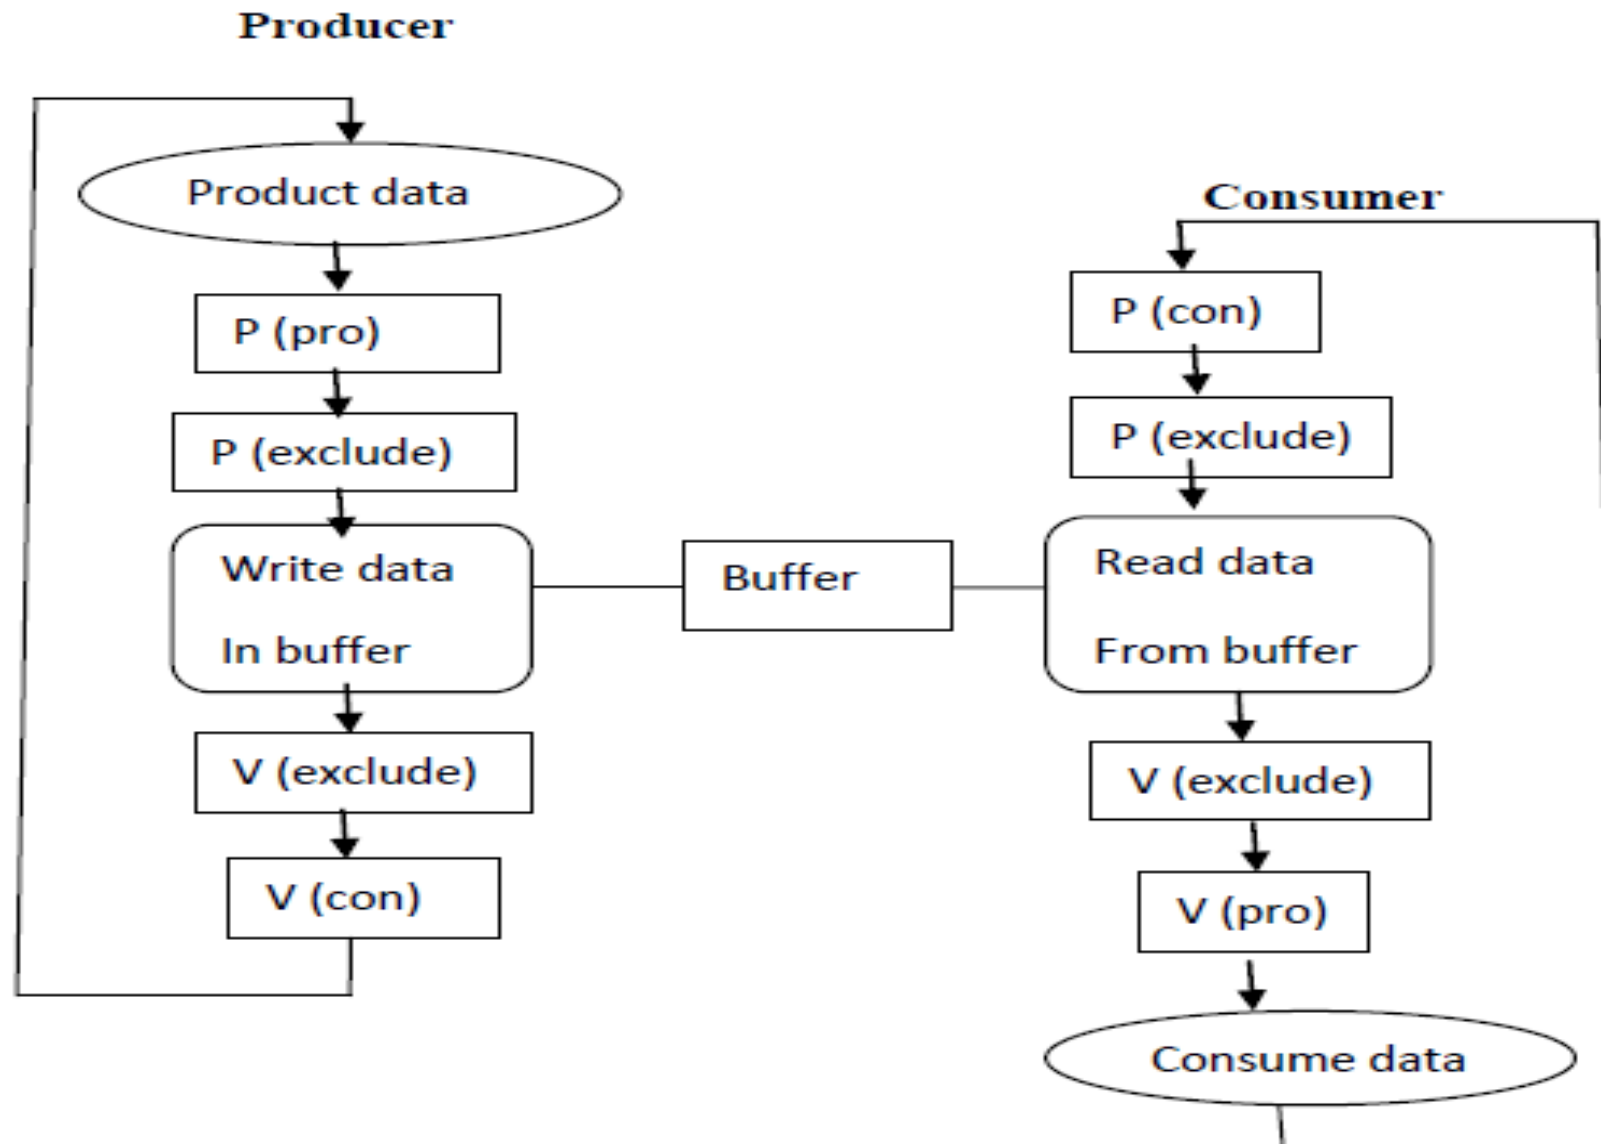 Producer
Product data
P (pro)
P (exclude)
Write data
In buffer
V (exclude)
V (con)
Buffer
Consumer
P (con)
P (exclude)
Read data
From buffer
V (exclude)
V (pro)
Consume data